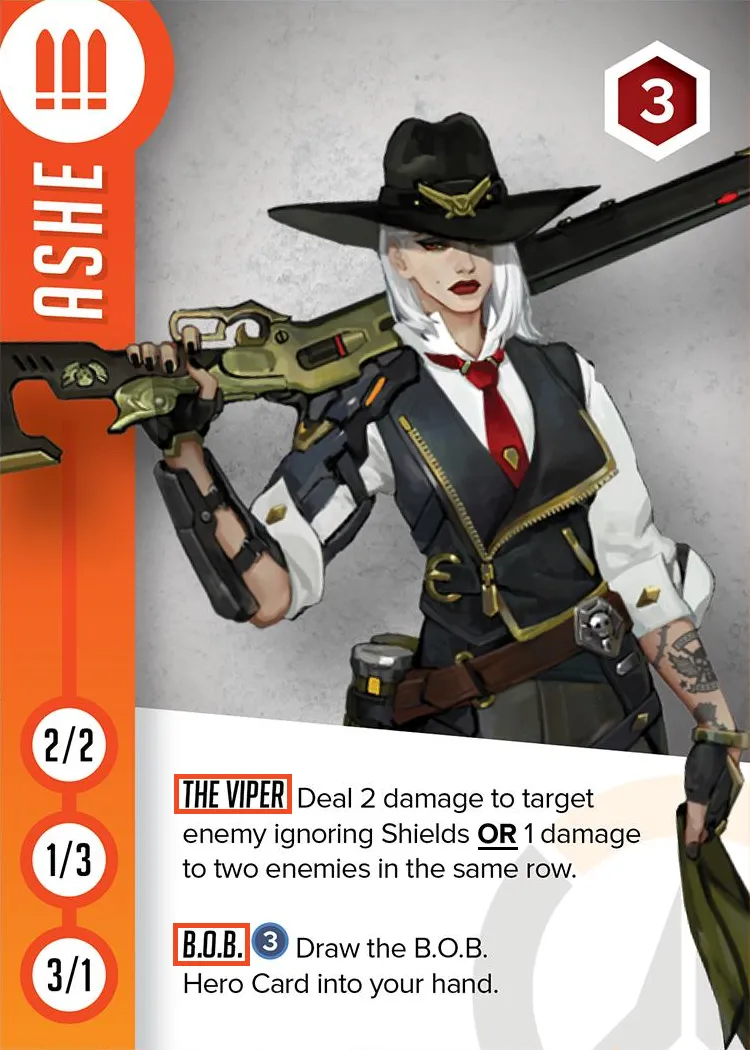 3
ASHE
2/2
1/3
3/1
THE VIPER Deal 2 damage to target
enemy ignoring Shields OR 1 damage
to two enemies in the same row.
B.O.B. 3 Draw the B.O.B.
Hero Card into your hand.